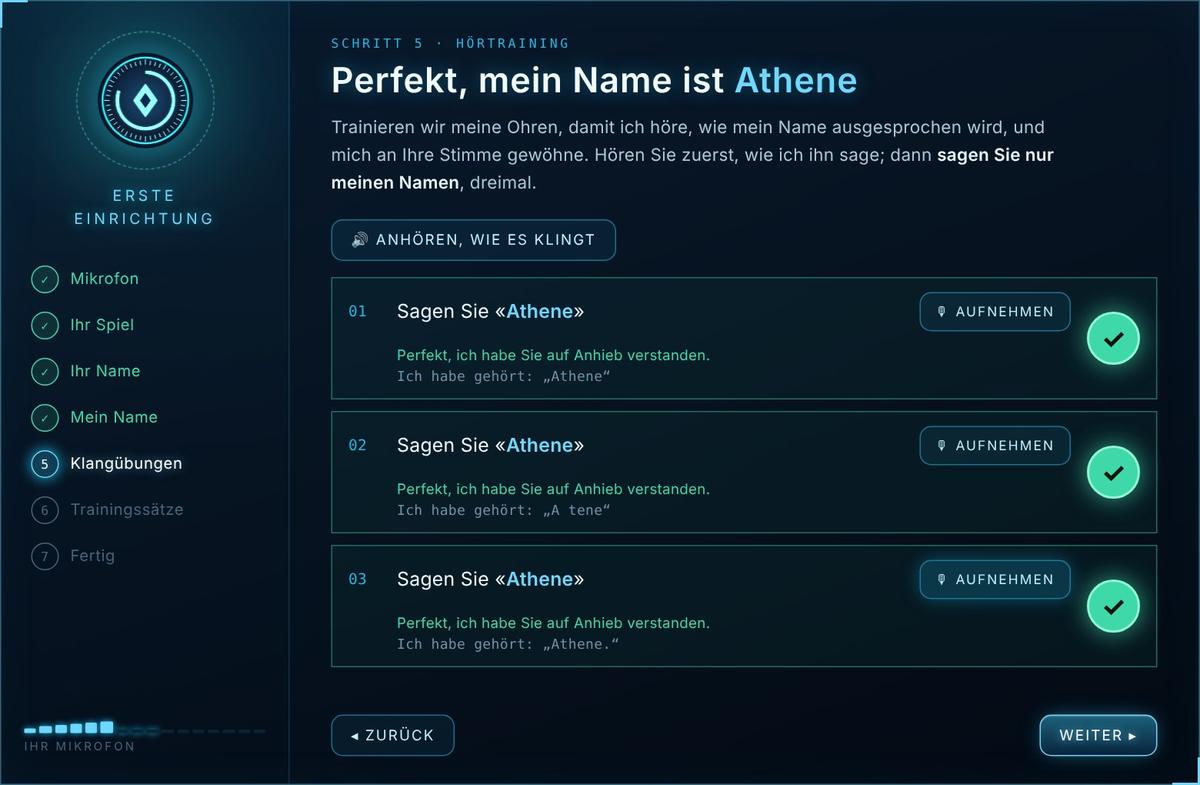 ERSTE
EINRICHTUNG
✓ Mikrofon
✓ Ihr Spiel
✓ Ihr Name
✓ Mein Name
5 Klangübungen
6 Trainingssätze
7 Fertig
IHR MIKROFON
SCHRITT 5 · HÖRTRAINING
Perfekt, mein Name ist Athene
Trainieren wir meine Ohren, damit ich höre, wie mein Name ausgesprochen wird, und
mich an Ihre Stimme gewöhne. Hören Sie zuerst, wie ich ihn sage; dann sagen Sie nur
meinen Namen, dreimal.
🔊 ANHÖREN, WIE ES KLINGT
01 Sagen Sie «Athene» 🎙 AUFNEHMEN ✓
Perfekt, ich habe Sie auf Anhieb verstanden.
Ich habe gehört: „Athene“
02 Sagen Sie «Athene» 🎙 AUFNEHMEN ✓
Perfekt, ich habe Sie auf Anhieb verstanden.
Ich habe gehört: „A tene“
03 Sagen Sie «Athene» 🎙 AUFNEHMEN ✓
Perfekt, ich habe Sie auf Anhieb verstanden.
Ich habe gehört: „Athene.“
◂ ZURÜCK
WEITER ▸